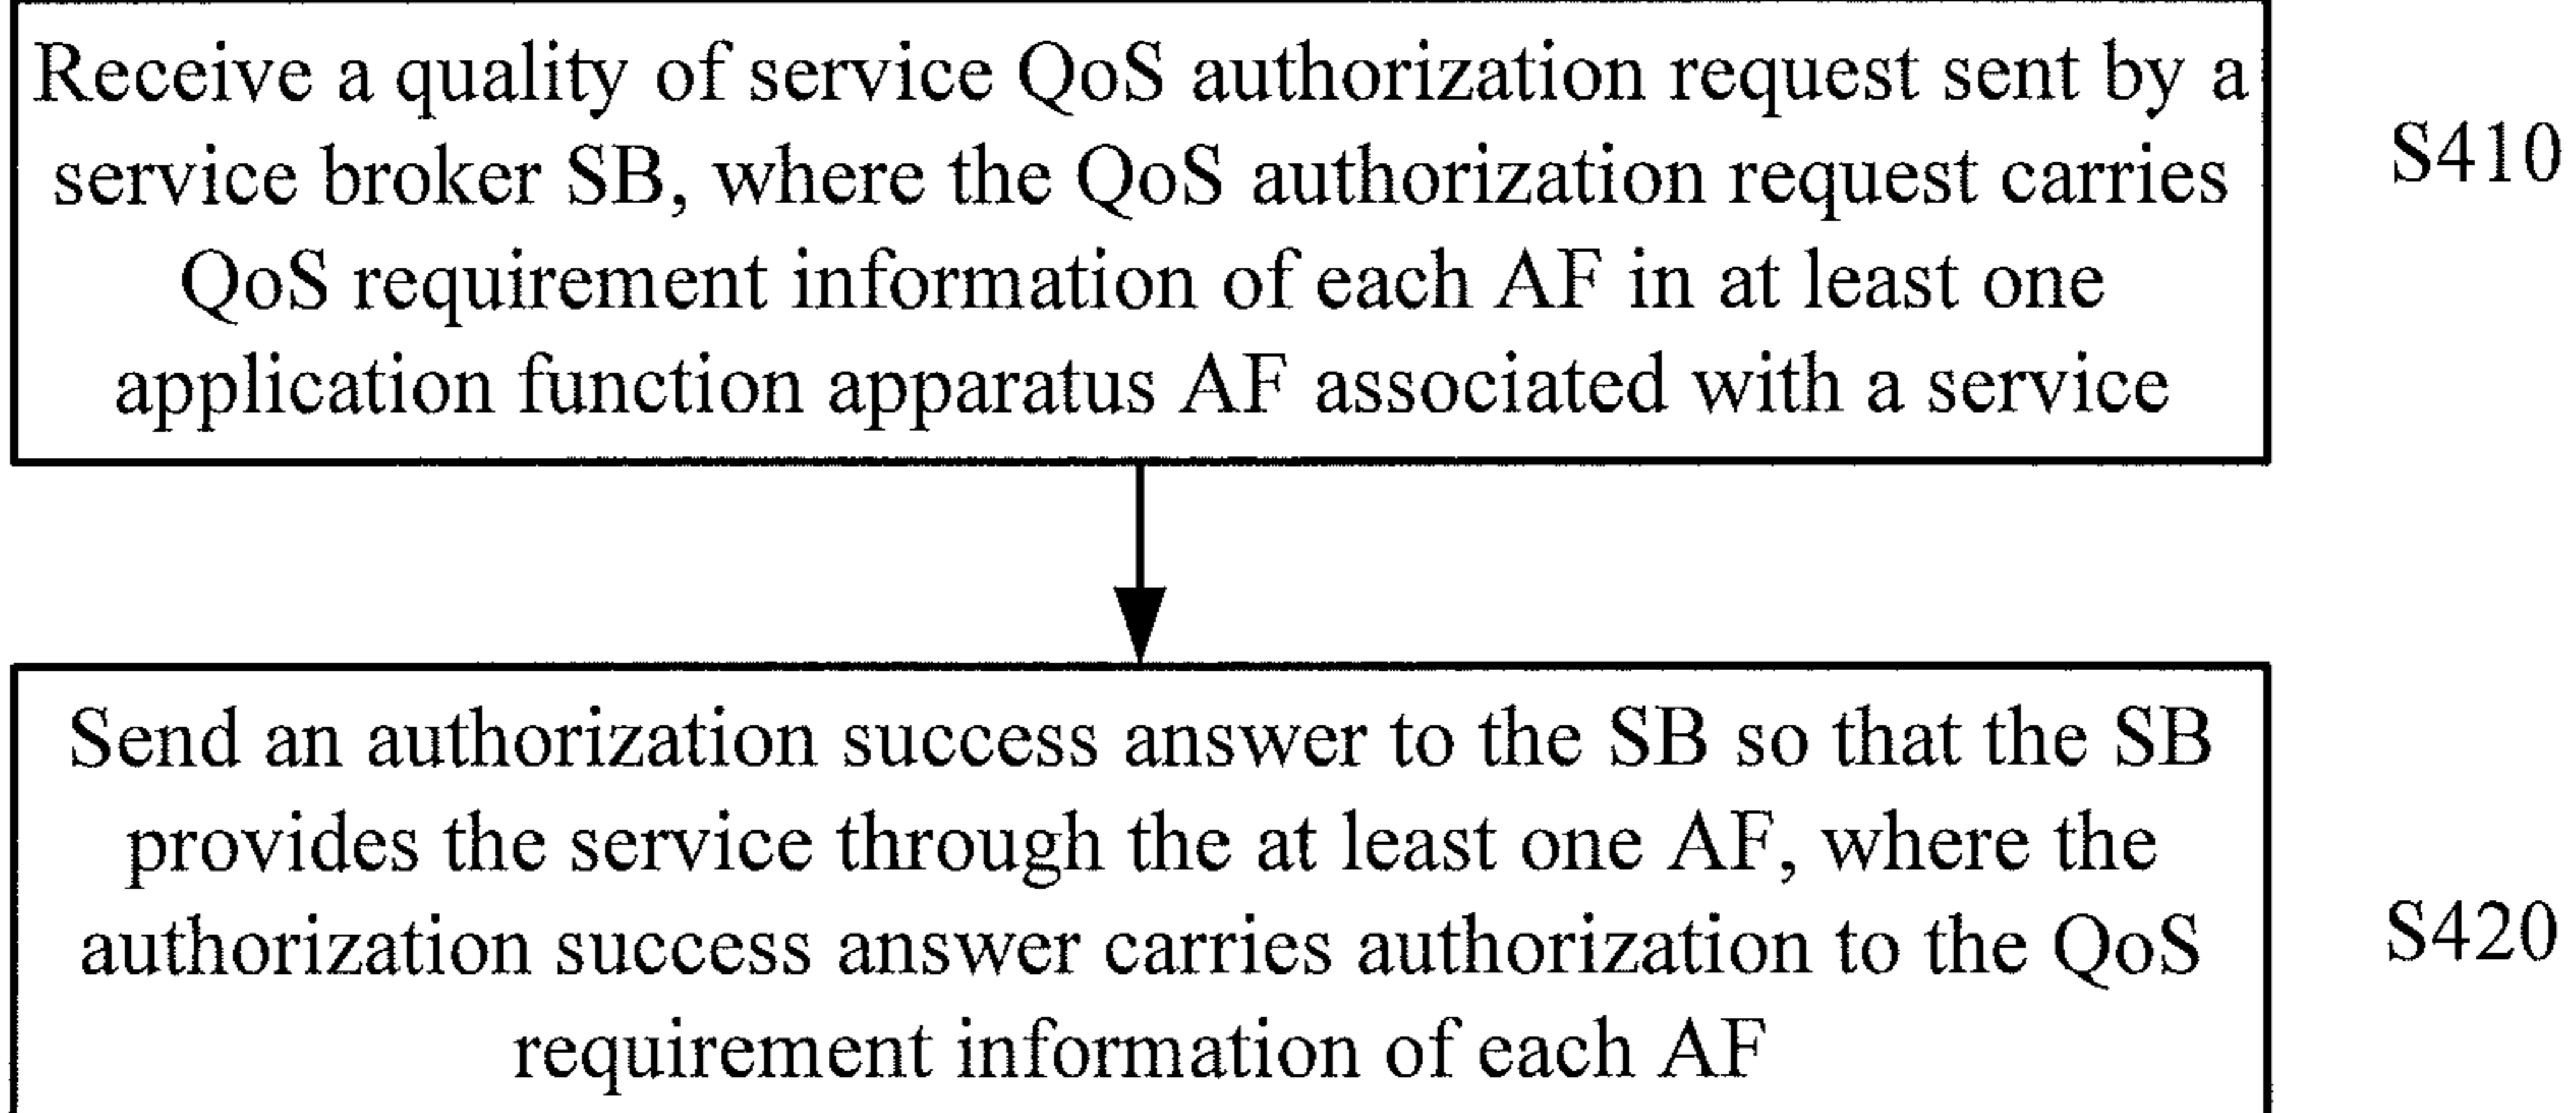 Receive a quality of service QoS authorization request sent by a
service broker SB, where the QoS authorization request carries
QoS requirement information of each AF in at least one
application function apparatus AF associated with a service
S410
Send an authorization success answer to the SB so that the SB
provides the service through the at least one AF, where the
authorization success answer carries authorization to the QoS
requirement information of each AF
S420